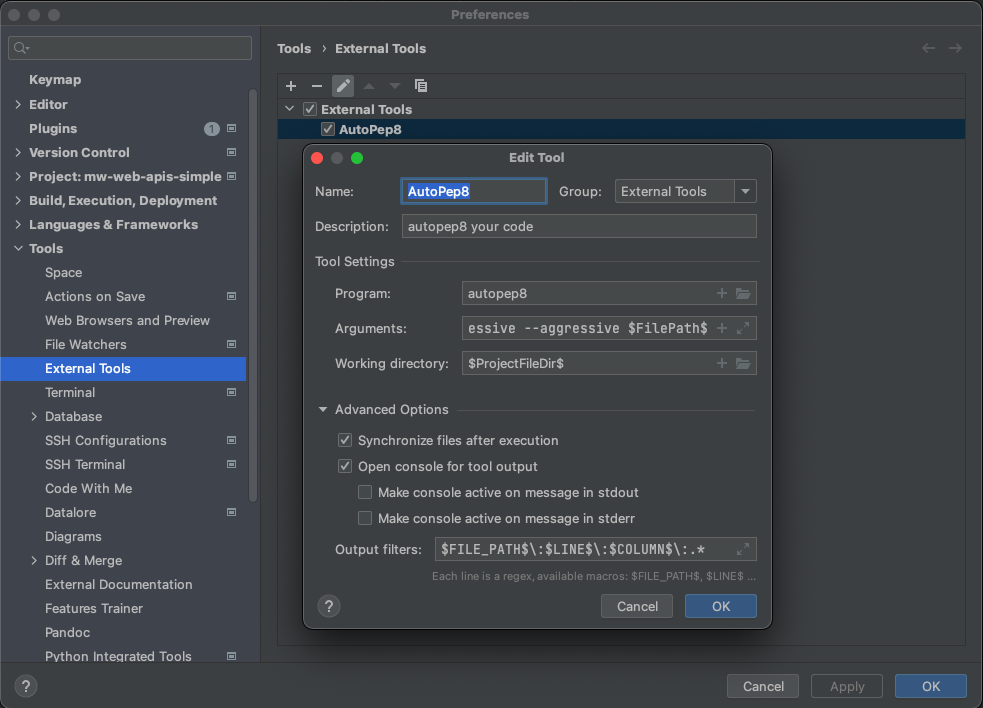 Preferences
Tools › External Tools
Keymap
Editor
Plugins 1
Version Control
Project: mw-web-apis-simple
Build, Execution, Deployment
Languages & Frameworks
Tools
Space
Actions on Save
Web Browsers and Preview
File Watchers
External Tools
Terminal
Database
SSH Configurations
SSH Terminal
Code With Me
Datalore
Diagrams
Diff & Merge
External Documentation
Features Trainer
Pandoc
Python Integrated Tools
External Tools
AutoPep8
Edit Tool
Name: AutoPep8 Group: External Tools
Description: autopep8 your code
Tool Settings
Program: autopep8
Arguments: essive --aggressive $FilePath$
Working directory: $ProjectFileDir$
Advanced Options
Synchronize files after execution
Open console for tool output
Make console active on message in stdout
Make console active on message in stderr
Output filters: $FILE_PATH$\:$LINE$\:$COLUMN$\:.*
Each line is a regex, available macros: $FILE_PATH$, $LINE$ ...
? Cancel OK
? Cancel Apply OK